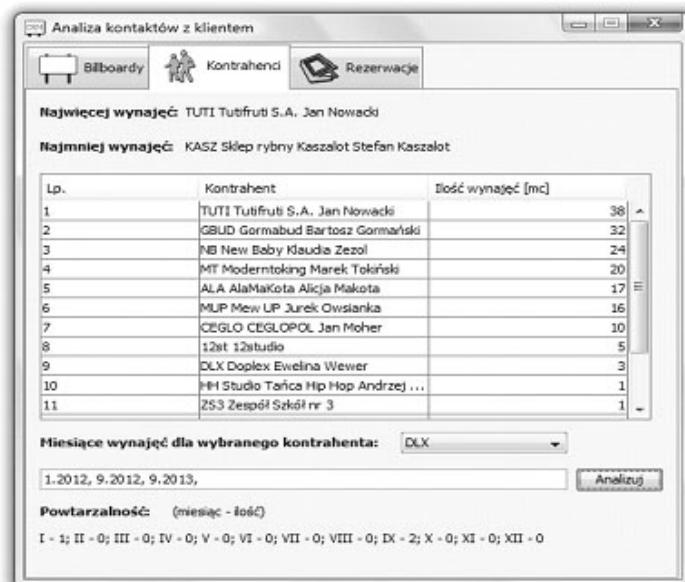 Analiza kontaktów z klientem
Bilboardy Kontrahenci Rezerwacje
Najwięcej wynajęć: TUTI Tutifruti S.A. Jan Nowacki
Najmniej wynajęć: KASZ Sklep rybny Kaszalot Stefan Kaszalot
Lp. Kontrahent Ilość wynajęć [mc]
1 TUTI Tutifruti S.A. Jan Nowacki 38
2 GBUD Gormabud Bartosz Gormański 32
3 NB New Baby Klaudia Zezol 24
4 MT Moderntoking Marek Tokiński 20
5 ALA AlaMaKota Alicja Makota 17
6 MUP Mew UP Jurek Owsianka 16
7 CEGLO CEGLOPOL Jan Moher 10
8 12st 12studio 5
9 DLX Doplex Ewelina Wewer 3
10 HH Studio Tańca Hip Hop Andrzej ... 1
11 ZS3 Zespół Szkół nr 3 1
Miesiące wynajęć dla wybranego kontrahenta: DLX
1.2012, 9.2012, 9.2013, Analizuj
Powtarzalność: (miesiąc - ilość)
I - 1; II - 0; III - 0; IV - 0; V - 0; VI - 0; VII - 0; VIII - 0; IX - 2; X - 0; XI - 0; XII - 0